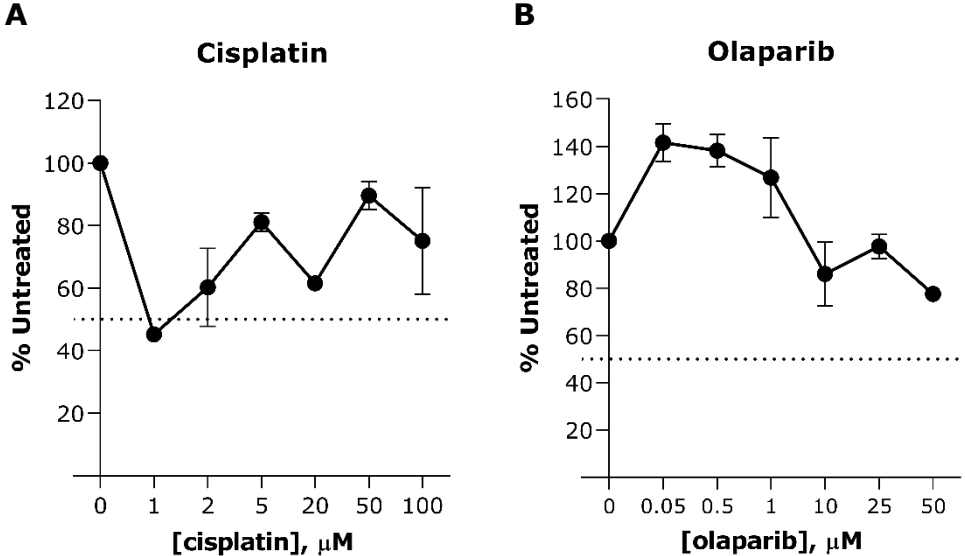 A
Cisplatin
% Untreated
120
100
80
60
40
20
0 1 2 5 20 50 100
[cisplatin], μM
B
Olaparib
% Untreated
160
140
120
100
80
60
40
20
0 0.05 0.5 1 10 25 50
[olaparib], μM